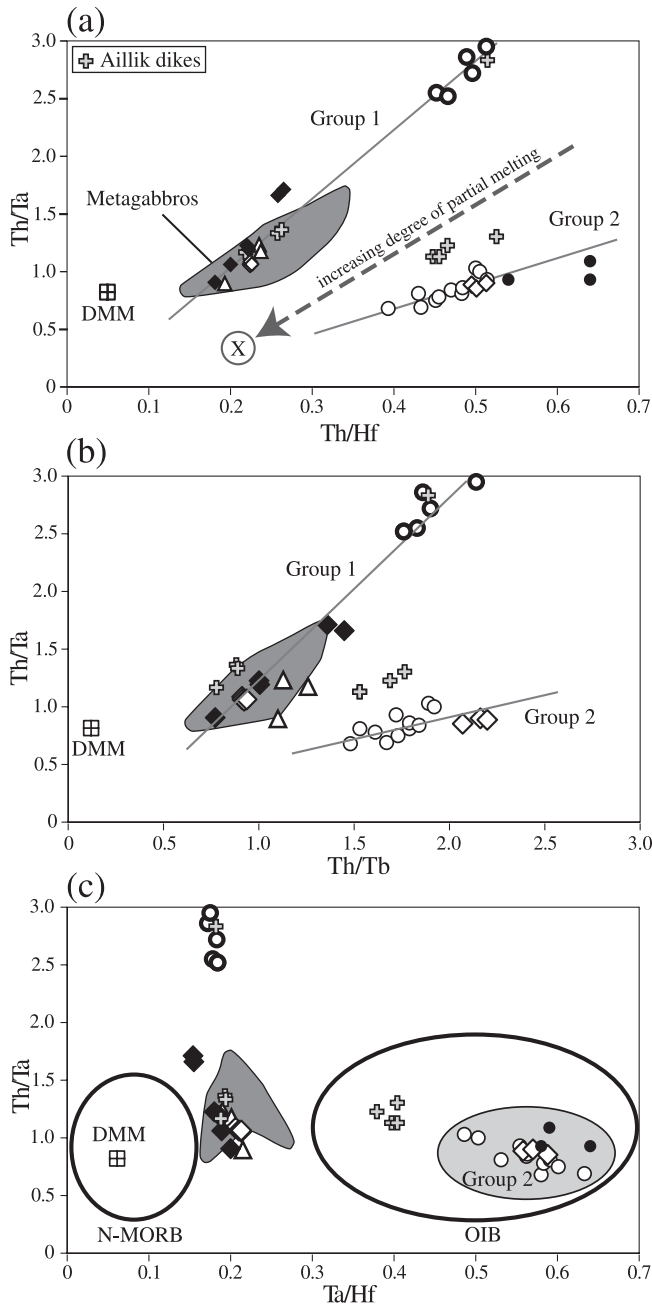 (a)
3.0
Aillik dikes
Group 1
2.5
2.0
Metagabbros
increasing degree of partial melting
Th/Ta
1.5
Group 2
1.0
DMM
0.5
X
0
0 0.1 0.2 0.3 0.4 0.5 0.6 0.7
Th/Hf
(b)
3.0
2.5
Group 1
2.0
Th/Ta
1.5
1.0
DMM
Group 2
0.5
0
0 0.5 1.0 1.5 2.0 2.5 3.0
Th/Tb
(c)
3.0
2.5
2.0
Th/Ta
1.5
DMM
1.0
Group 2
0.5
N-MORB OIB
0
0 0.1 0.2 0.3 0.4 0.5 0.6 0.7
Ta/Hf